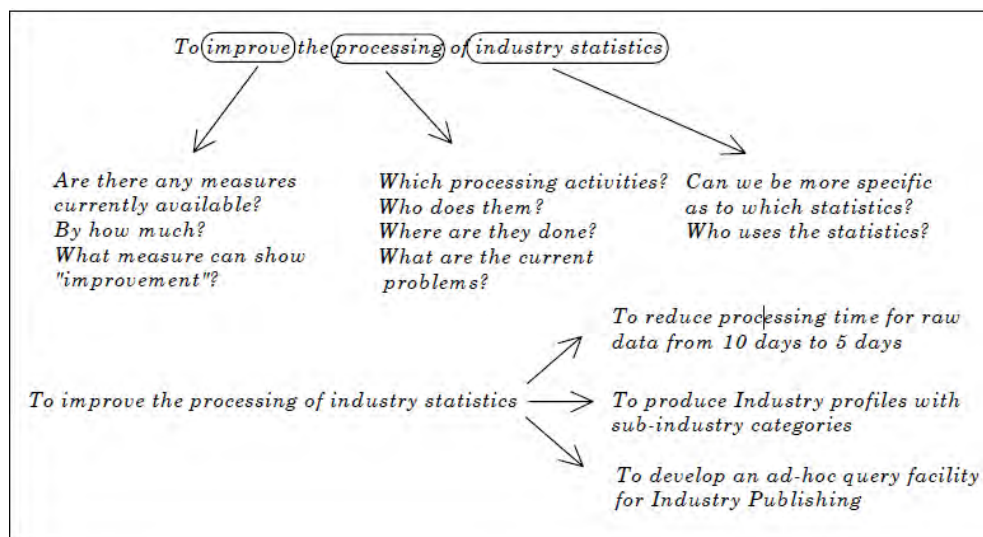 To improve the processing of industry statistics
Are there any measures
currently available?
By how much?
What measure can show
"improvement"?
Which processing activities?
Who does them?
Where are they done?
What are the current
problems?
Can we be more specific
as to which statistics?
Who uses the statistics?
To improve the processing of industry statistics
To reduce processing time for raw
data from 10 days to 5 days
To produce Industry profiles with
sub-industry categories
To develop an ad-hoc query facility
for Industry Publishing